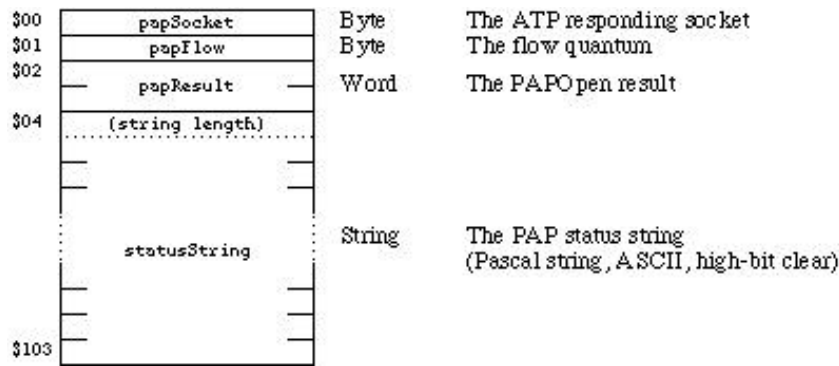 $00 papSocket Byte The ATP responding socket
$01 papFlow Byte The flow quantum
$02
papResult Word The PAPOpen result
$04 (string length)
statusString String The PAP status string
(Pascal string, ASCII, high-bit clear)
$103